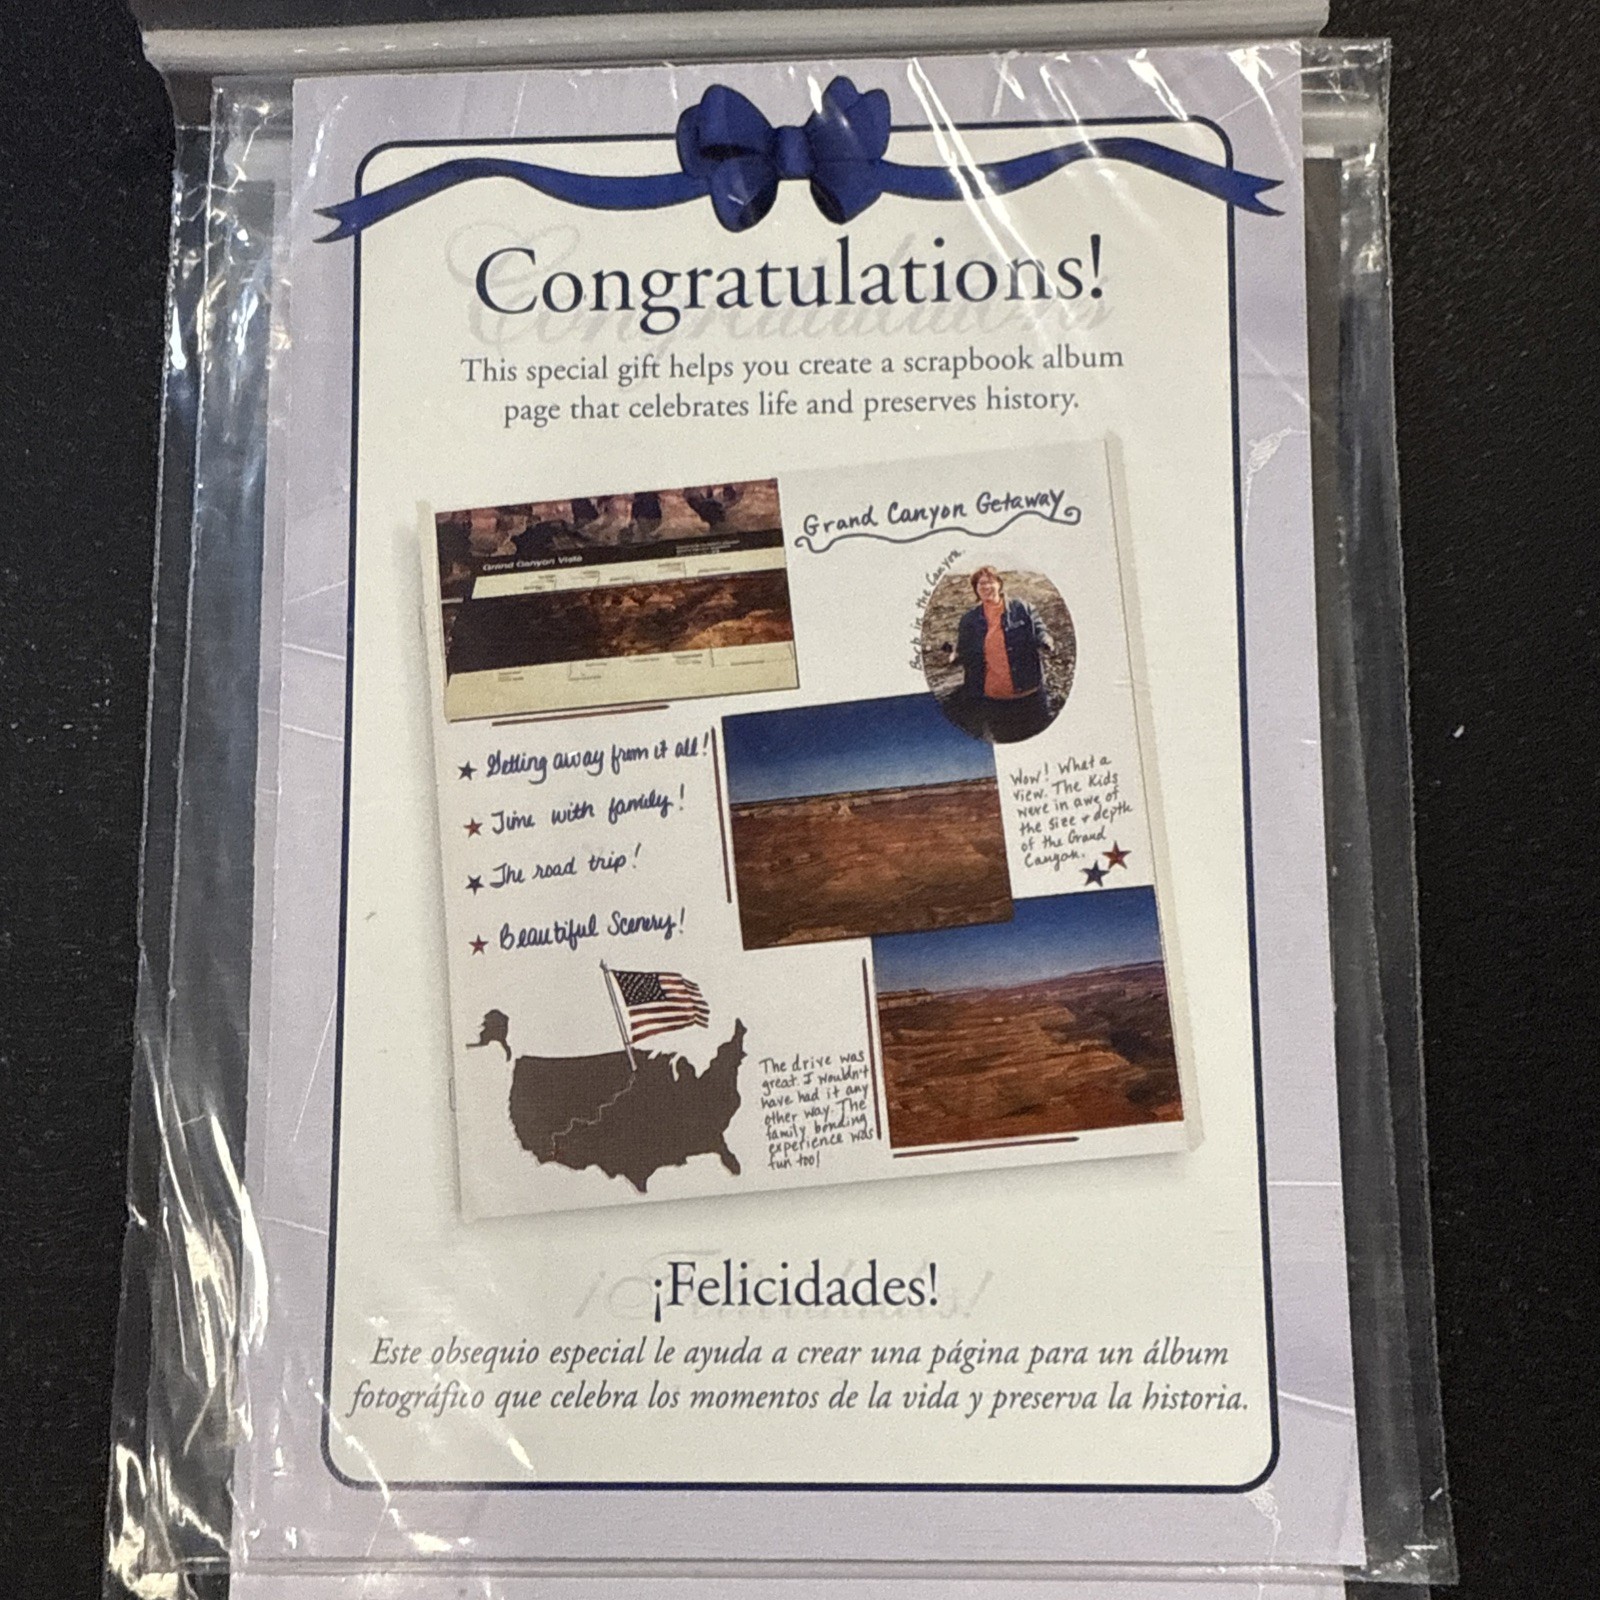 Congratulations!
This special gift helps you create a scrapbook album
page that celebrates life and preserves history.
Grand Canyon Vista
Grand Canyon Getaway
Back in the Canyon.
★ Getting away from it all!
★ Time with family!
★ The road trip!
★ Beautiful Scenery!
Wow! What a
view. The Kids
were in awe of
the size & depth
of the Grand
Canyon.
The drive was
great. I wouldn't
have had it any
other way. The
family bonding
experience was
fun too!
¡Felicidades!
Este obsequio especial le ayuda a crear una página para un álbum
fotográfico que celebra los momentos de la vida y preserva la historia.